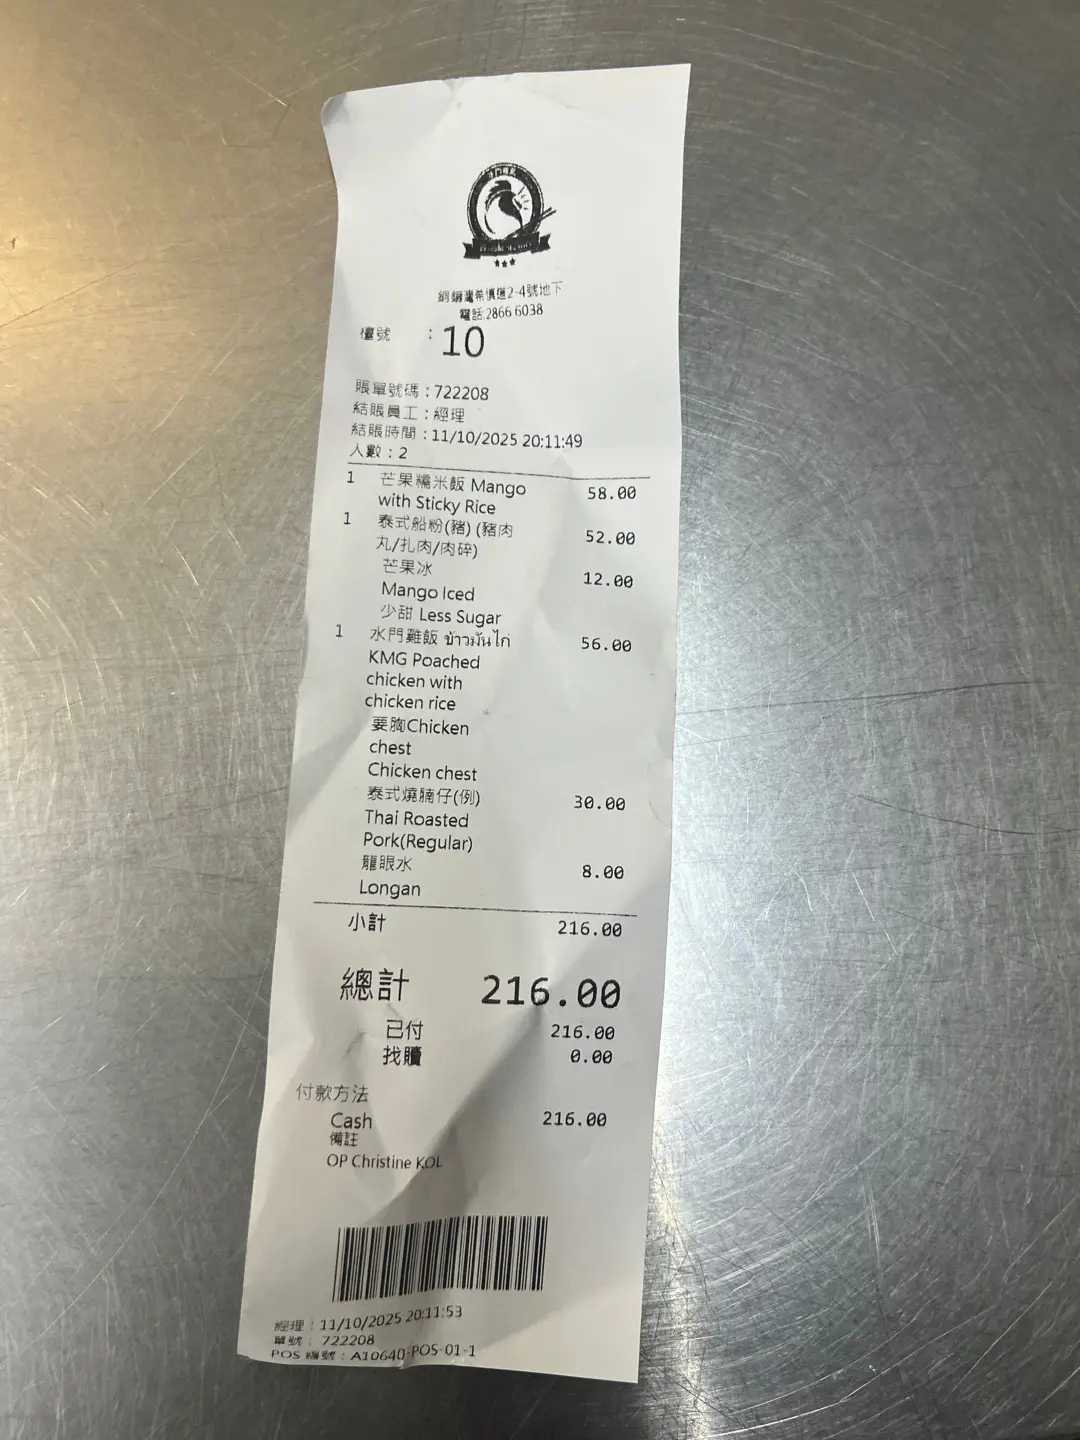 銅鑼灣希慎道2-4號地下
電話:2866 6038
檯號 : 10
賬單號碼 : 722208
結賬員工 : 經理
結賬時間 : 11/10/2025 20:11:49
人數 : 2
1 芒果糯米飯 Mango 58.00
with Sticky Rice
1 泰式船粉(豬) (豬肉 52.00
丸/扎肉/肉碎)
芒果冰 12.00
Mango Iced
少甜 Less Sugar
1 水門雞飯 ข้าวมันไก่ 56.00
KMG Poached
chicken with
chicken rice
要胸Chicken
chest
Chicken chest
泰式燒腩仔(例) 30.00
Thai Roasted
Pork(Regular)
龍眼水 8.00
Longan
小計 216.00
總計 216.00
已付 216.00
找贖 0.00
付款方法
Cash 216.00
備註
OP Christine KOL
經理 : 11/10/2025 20:11:53
單號 : 722208
POS 編號 : A10640-POS-01-1